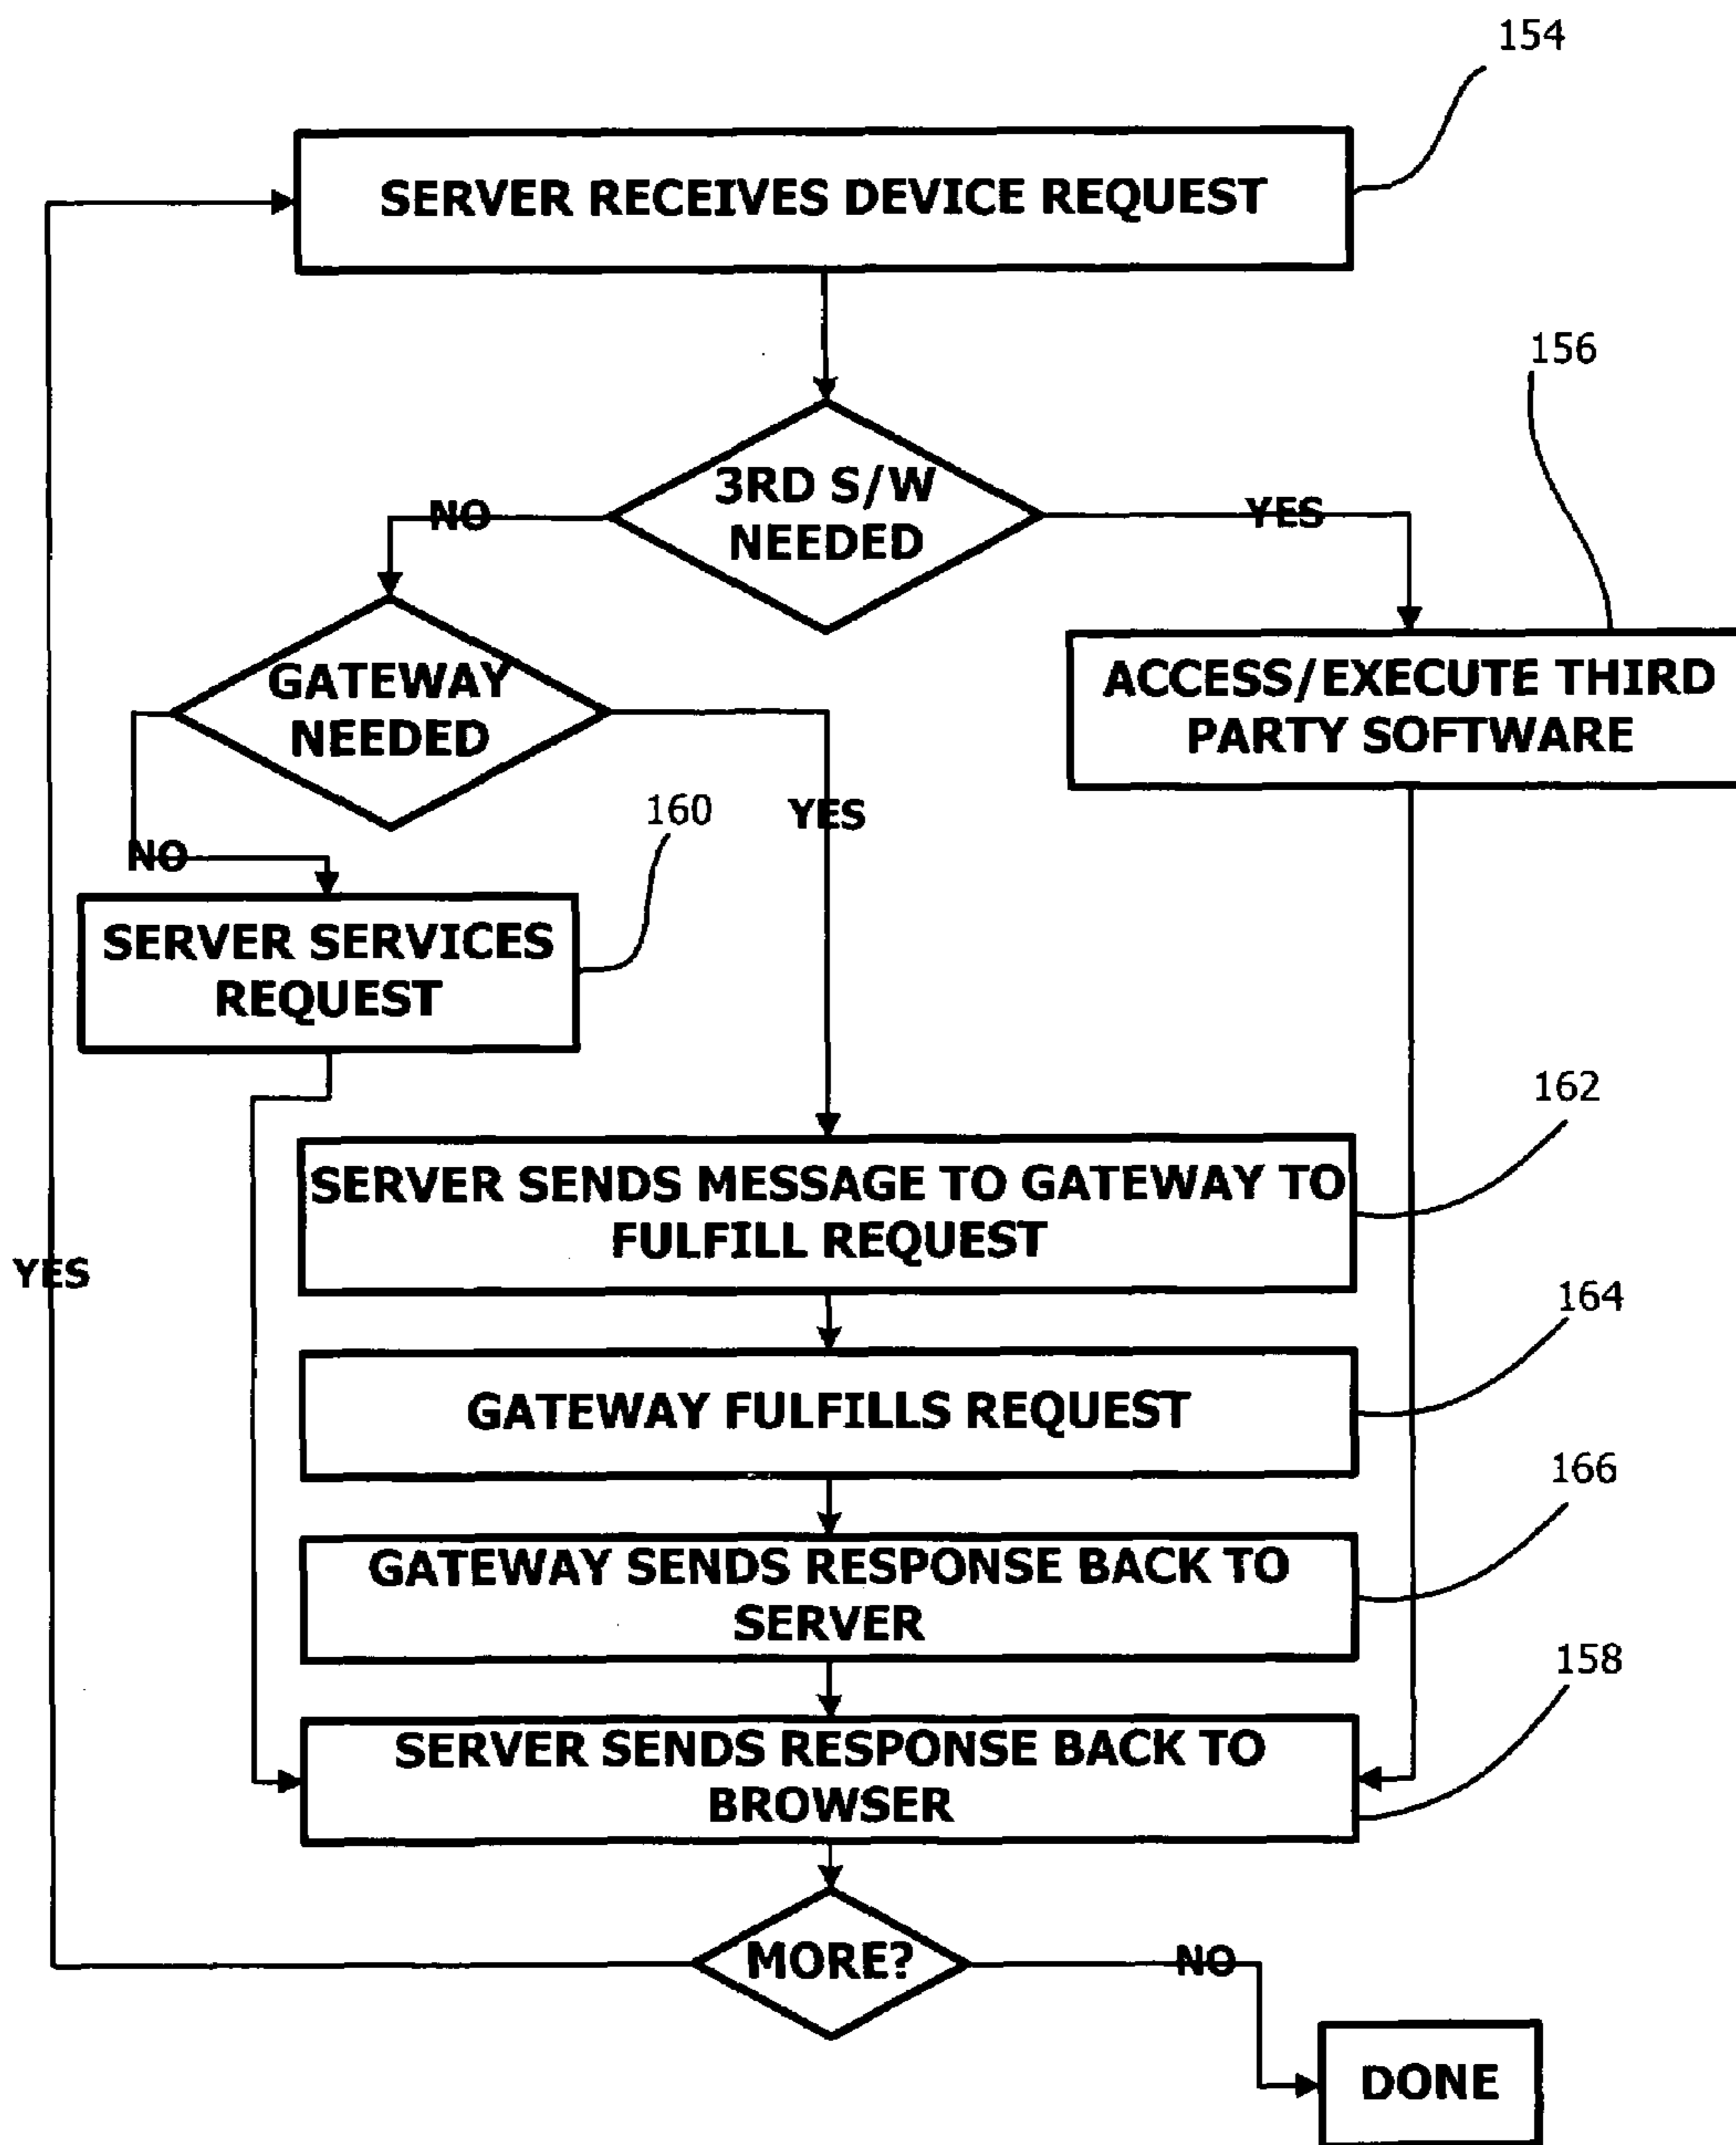 154
SERVER RECEIVES DEVICE REQUEST
156
3RD S/W
NEEDED
NO
YES
GATEWAY
NEEDED
ACCESS/EXECUTE THIRD
PARTY SOFTWARE
160
YES
NO
SERVER SERVICES
REQUEST
162
SERVER SENDS MESSAGE TO GATEWAY TO
FULFILL REQUEST
YES
164
GATEWAY FULFILLS REQUEST
166
GATEWAY SENDS RESPONSE BACK TO
SERVER
158
SERVER SENDS RESPONSE BACK TO
BROWSER
MORE?
NO
DONE